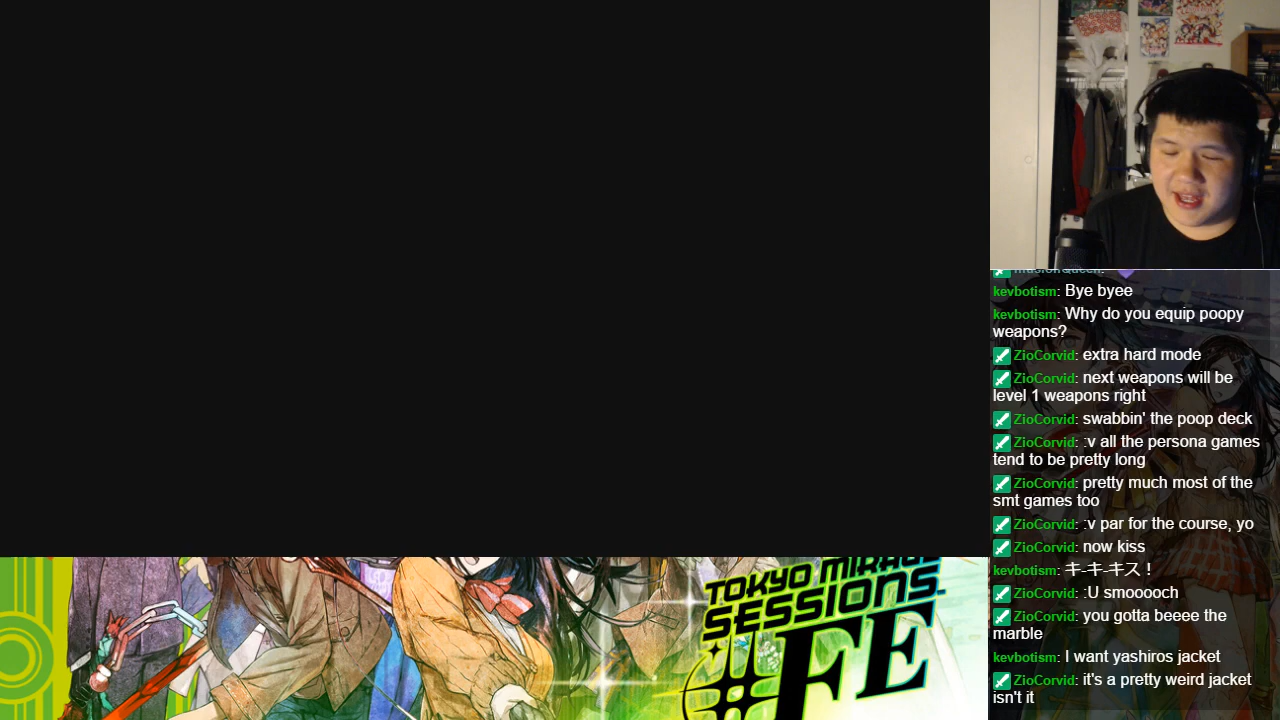 kevbotism: Bye byee
kevbotism: Why do you equip poopy
weapons?
ZioCorvid: extra hard mode
ZioCorvid: next weapons will be
level 1 weapons right
ZioCorvid: swabbin' the poop deck
ZioCorvid: :v all the persona games
tend to be pretty long
ZioCorvid: pretty much most of the
smt games too
ZioCorvid: :v par for the course, yo
ZioCorvid: now kiss
kevbotism: キ-キ-キス！
ZioCorvid: :U smooooch
ZioCorvid: you gotta beeee the
marble
kevbotism: I want yashiros jacket
ZioCorvid: it's a pretty weird jacket
isn't it
TOKYO MIRAGE
SESSIONS
#FE